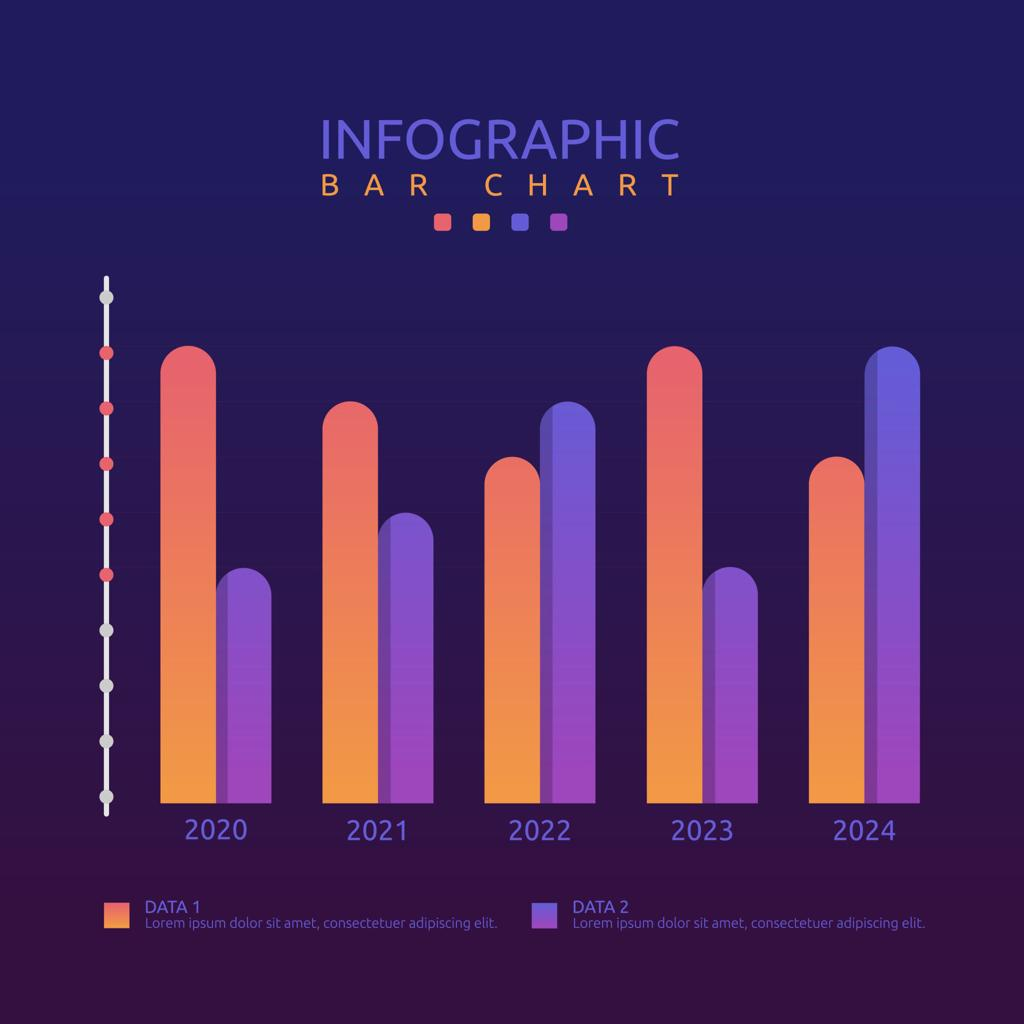 INFOGRAPHIC
BAR CHART
2020 2021 2022 2023 2024
DATA 1
Lorem ipsum dolor sit amet, consectetuer adipiscing elit.
DATA 2
Lorem ipsum dolor sit amet, consectetuer adipiscing elit.